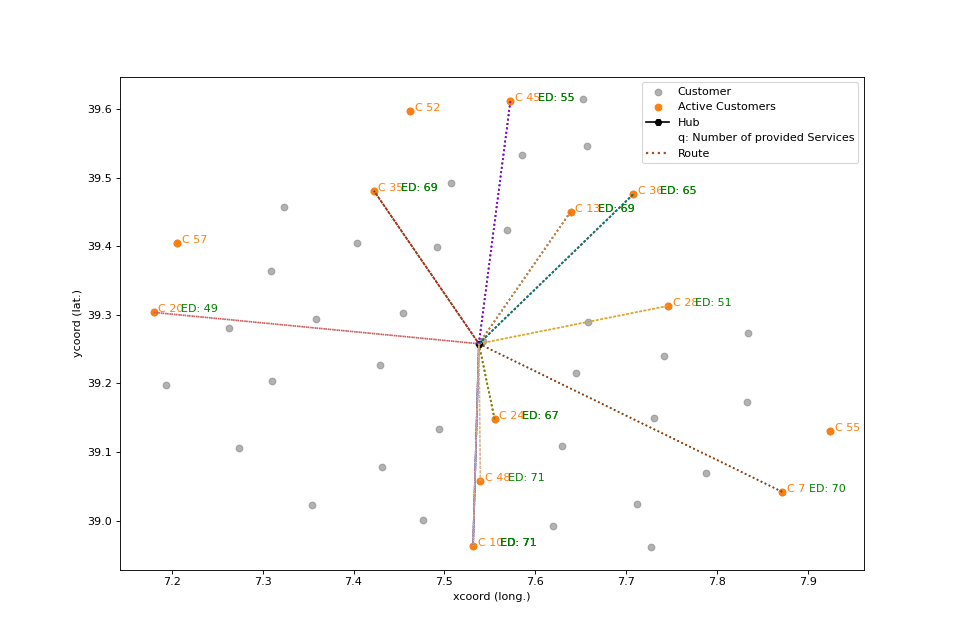 39.6
39.5
39.4
39.3
39.2
39.1
39.0
ycoord (lat.)
7.2 7.3 7.4 7.5 7.6 7.7 7.8 7.9
xcoord (long.)
Customer
Active Customers
Hub
q: Number of provided Services
Route
C 52
C 45 ED: 55
C 35 ED: 69
C 36 ED: 65
C 13 ED: 69
C 57
C 20 ED: 49
C 28 ED: 51
C 24 ED: 67
C 55
C 48 ED: 71
C 7 ED: 70
C 10 ED: 71